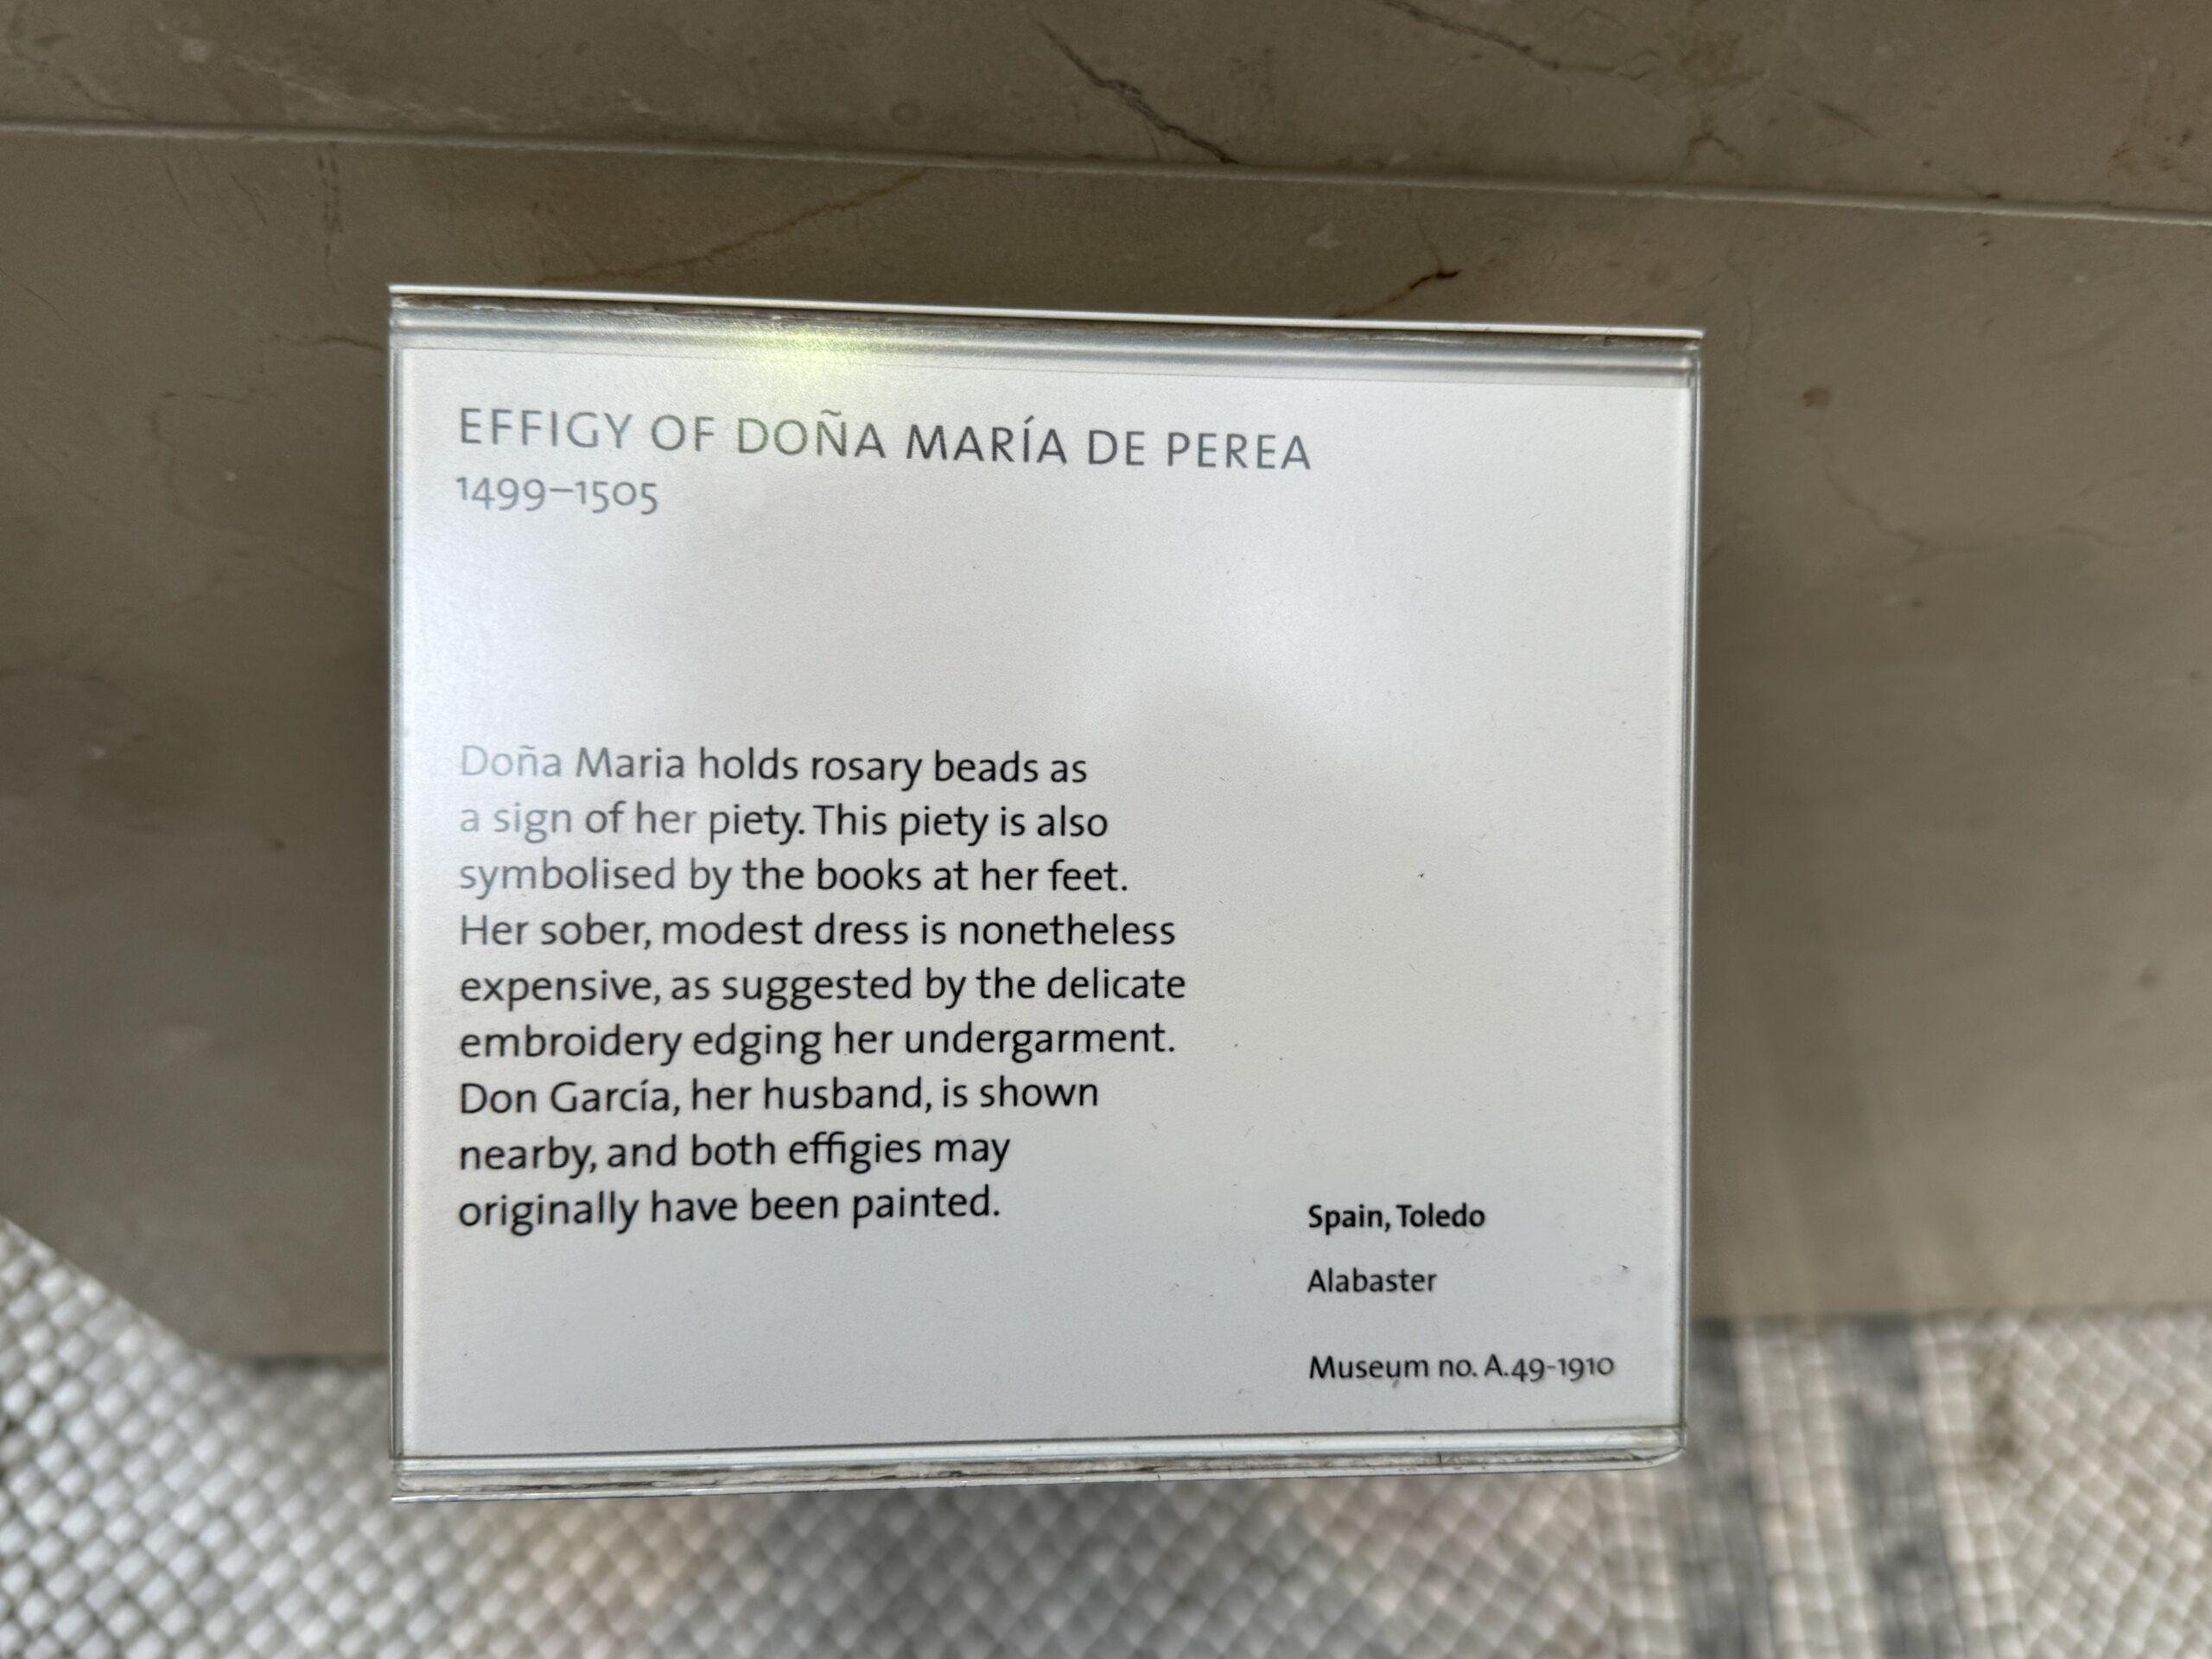 EFFIGY OF DOÑA MARÍA DE PEREA
1499–1505
Doña Maria holds rosary beads as
a sign of her piety. This piety is also
symbolised by the books at her feet.
Her sober, modest dress is nonetheless
expensive, as suggested by the delicate
embroidery edging her undergarment.
Don García, her husband, is shown
nearby, and both effigies may
originally have been painted.
Spain, Toledo
Alabaster
Museum no. A.49-1910